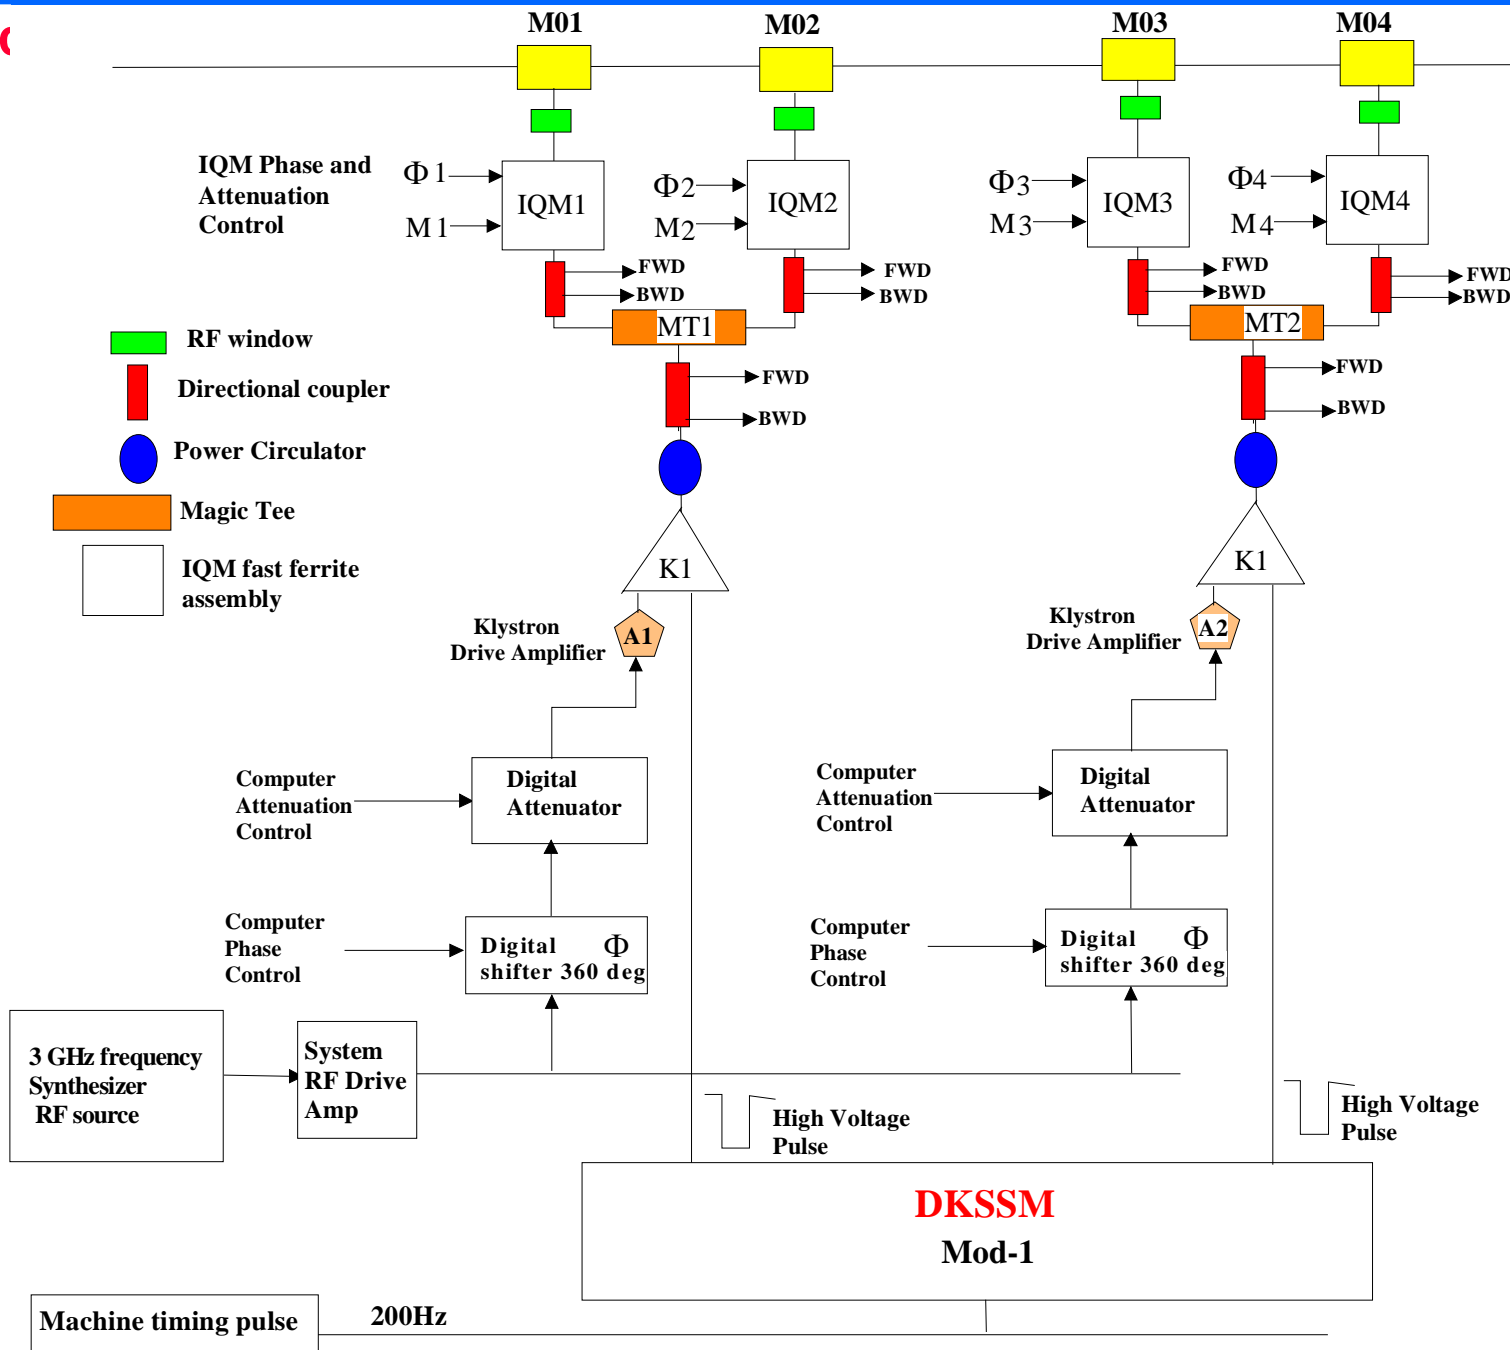 M01
M02
M03
M04
IQM Phase and
Attenuation
Control
Φ1
M1
IQM1
Φ2
M2
IQM2
Φ3
M3
IQM3
Φ4
M4
IQM4
FWD
BWD
FWD
BWD
FWD
BWD
FWD
BWD
MT1
MT2
RF window
Directional coupler
Power Circulator
Magic Tee
IQM fast ferrite
assembly
FWD
BWD
FWD
BWD
K1
K1
Klystron
Drive Amplifier
A1
Klystron
Drive Amplifier
A2
Computer
Attenuation
Control
Digital
Attenuator
Computer
Attenuation
Control
Digital
Attenuator
Computer
Phase
Control
Digital Φ
shifter 360 deg
Computer
Phase
Control
Digital Φ
shifter 360 deg
3 GHz frequency
Synthesizer
RF source
System
RF Drive
Amp
High Voltage
Pulse
High Voltage
Pulse
DKSSM
Mod-1
Machine timing pulse
200Hz